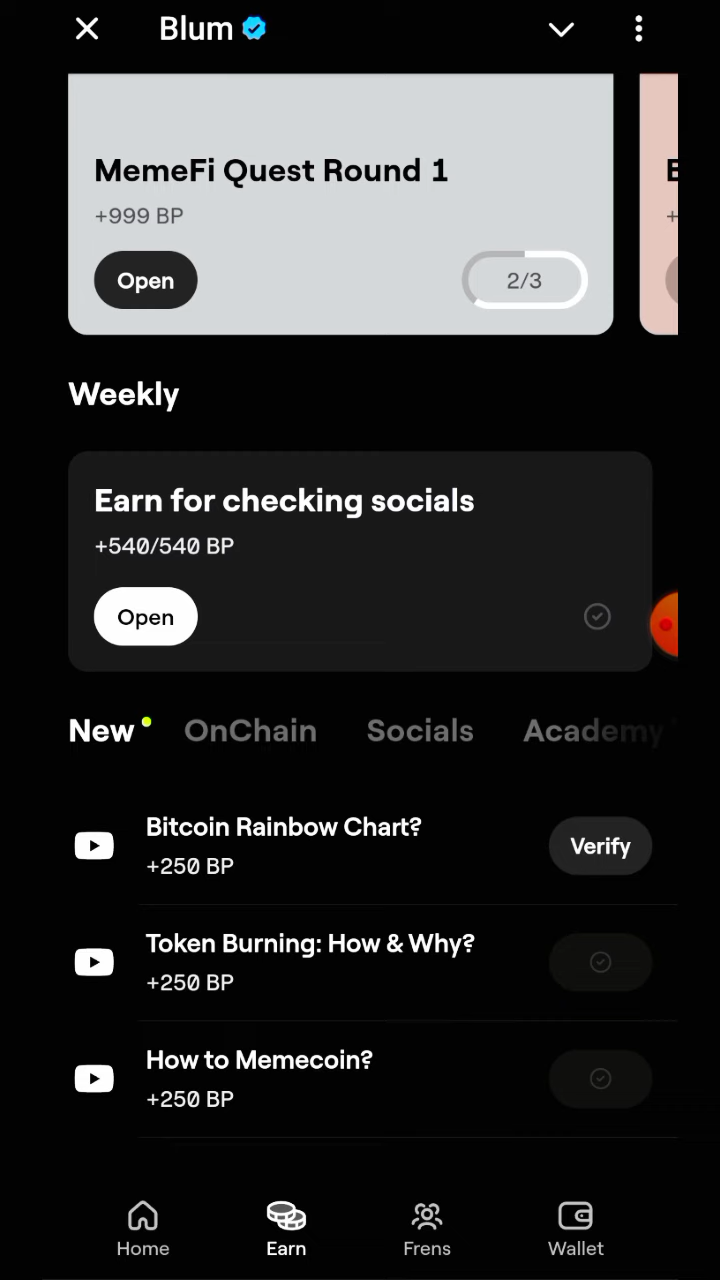 Blum
MemeFi Quest Round 1
+999 BP
Open
2/3
Weekly
Earn for checking socials
+540/540 BP
Open
New OnChain Socials Academy
Bitcoin Rainbow Chart?
+250 BP
Verify
Token Burning: How & Why?
+250 BP
How to Memecoin?
+250 BP
Home Earn Frens Wallet